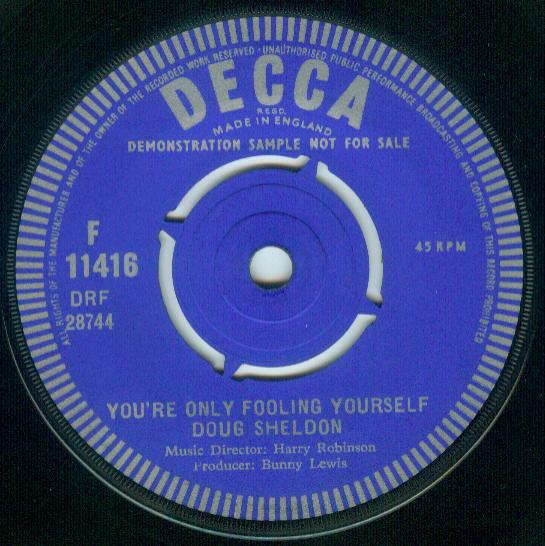 ALL RIGHTS OF THE MANUFACTURER AND OF THE OWNER OF THE RECORDED WORK RESERVED · UNAUTHORISED PUBLIC PERFORMANCE BROADCASTING AND COPYING OF THIS RECORD PROHIBITED
DECCA
REGD.
MADE IN ENGLAND
DEMONSTRATION SAMPLE NOT FOR SALE
F
11416
45 RPM
DRF
28744
YOU'RE ONLY FOOLING YOURSELF
DOUG SHELDON
Music Director: Harry Robinson
Producer: Bunny Lewis